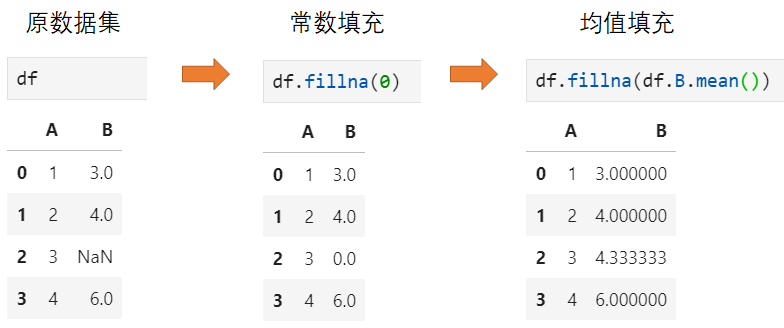 原数据集
df
A B
0 1 3.0
1 2 4.0
2 3 NaN
3 4 6.0
常数填充
df.fillna(0)
A B
0 1 3.0
1 2 4.0
2 3 0.0
3 4 6.0
均值填充
df.fillna(df.B.mean())
A B
0 1 3.000000
1 2 4.000000
2 3 4.333333
3 4 6.000000